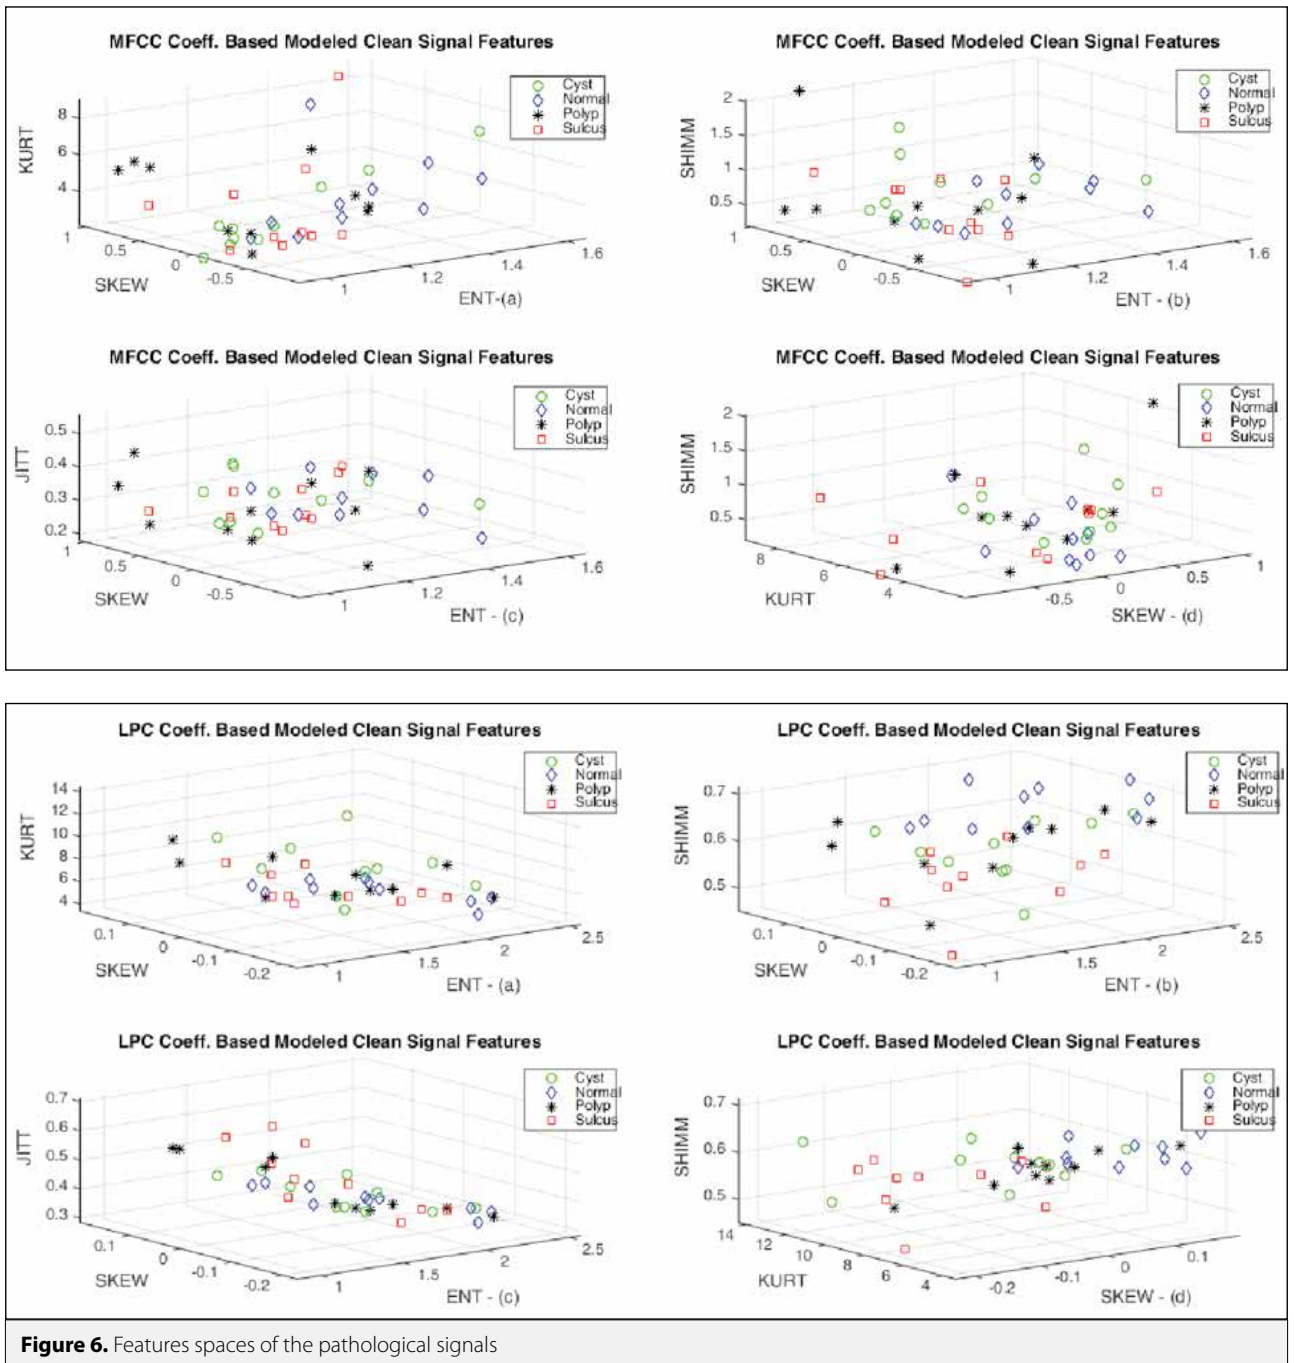 MFCC Coeff. Based Modeled Clean Signal Features
Cyst
Normal
Polyp
Sulcus
KURT
8
6
4
1
0.5
0
-0.5
SKEW
1
1.2
1.4
1.6
ENT-(a)
MFCC Coeff. Based Modeled Clean Signal Features
Cyst
Normal
Polyp
Sulcus
SHIMM
2
1.5
1
0.5
1
0.5
0
-0.5
SKEW
1
1.2
1.4
1.6
ENT - (b)
MFCC Coeff. Based Modeled Clean Signal Features
Cyst
Normal
Polyp
Sulcus
JITT
0.5
0.4
0.3
0.2
1
0.5
0
-0.5
SKEW
1
1.2
1.4
1.6
ENT - (c)
MFCC Coeff. Based Modeled Clean Signal Features
Cyst
Normal
Polyp
Sulcus
SHIMM
2
1.5
1
0.5
8
6
4
KURT
-0.5
0
0.5
1
SKEW - (d)
LPC Coeff. Based Modeled Clean Signal Features
Cyst
Normal
Polyp
Sulcus
KURT
14
12
10
8
6
4
0.1
0
-0.1
-0.2
SKEW
1
1.5
2
2.5
ENT - (a)
LPC Coeff. Based Modeled Clean Signal Features
Cyst
Normal
Polyp
Sulcus
SHIMM
0.7
0.6
0.5
0.1
0
-0.1
-0.2
SKEW
1
1.5
2
2.5
ENT - (b)
LPC Coeff. Based Modeled Clean Signal Features
Cyst
Normal
Polyp
Sulcus
JITT
0.7
0.6
0.5
0.4
0.3
0.1
0
-0.1
-0.2
SKEW
1
1.5
2
2.5
ENT - (c)
LPC Coeff. Based Modeled Clean Signal Features
Cyst
Normal
Polyp
Sulcus
SHIMM
0.7
0.6
0.5
14
12
10
8
6
4
KURT
-0.2
-0.1
0
0.1
SKEW - (d)
Figure 6. Features spaces of the pathological signals